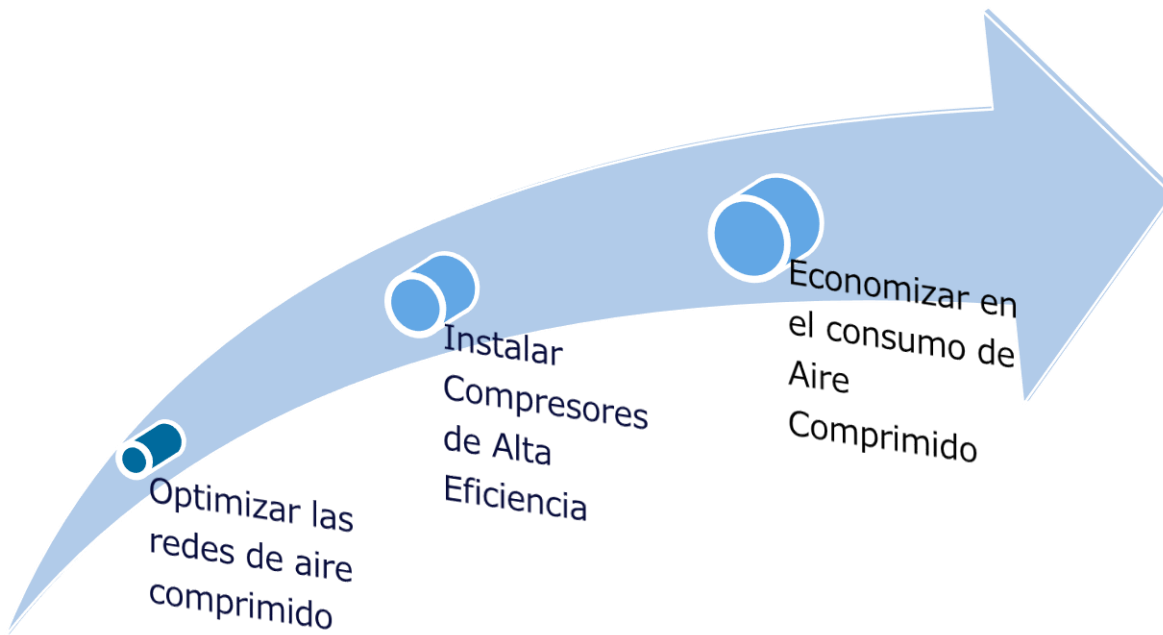 Optimizar las
redes de aire
comprimido
Instalar
Compresores
de Alta
Eficiencia
Economizar en
el consumo de
Aire
Comprimido